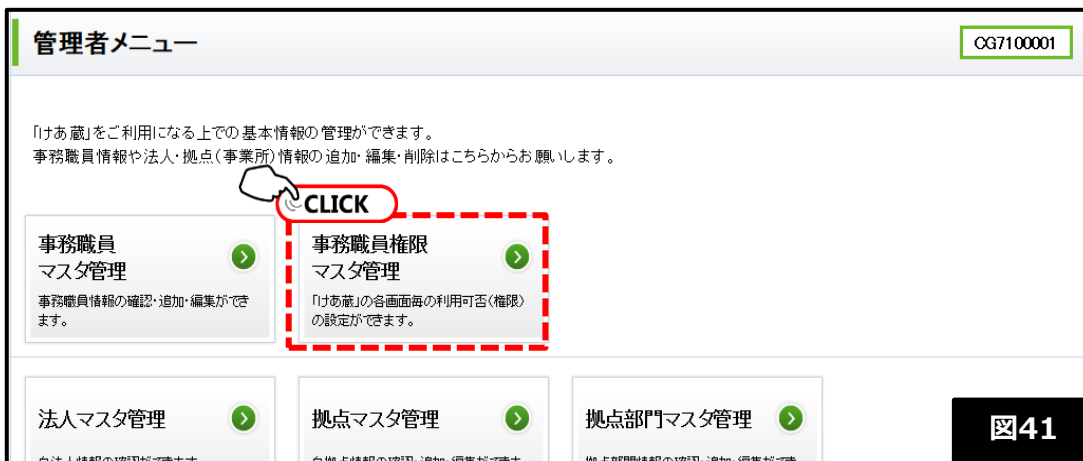 管理者メニュー
CG7100001
「けあ蔵」をご利用になる上での基本情報の管理ができます。
事務職員情報や法人・拠点(事業所)情報の追加・編集・削除はこちらからお願いします。
CLICK
事務職員
マスタ管理
事務職員情報の確認・追加・編集ができ
ます。
事務職員権限
マスタ管理
「けあ蔵」の各画面毎の利用可否(権限)
の設定ができます。
法人マスタ管理
拠点マスタ管理
拠点部門マスタ管理
図41